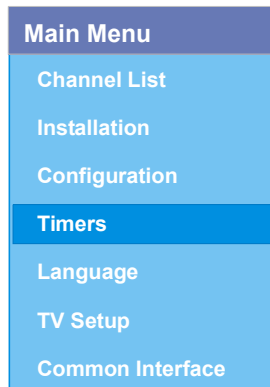 Main Menu
Channel List
Installation
Configuration
Timers
Language
TV Setup
Common Interface